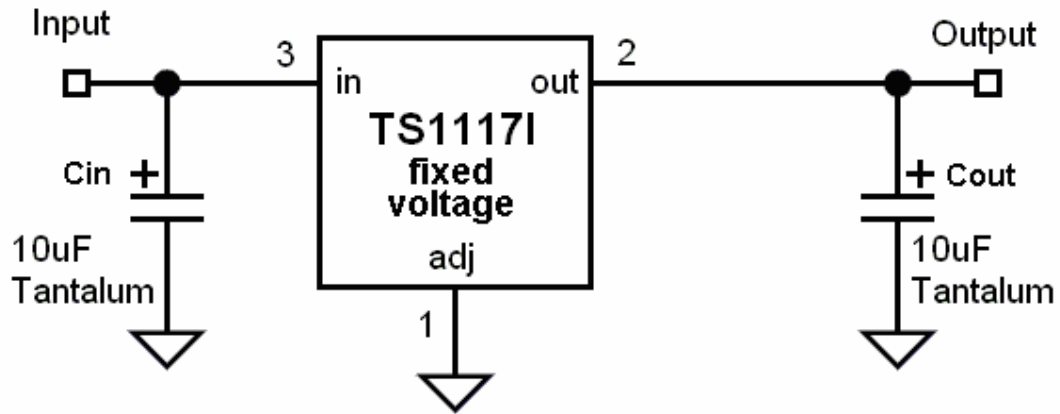 Input
Output
3
2
in
out
TS1117I
fixed
voltage
adj
Cin +
+ Cout
10uF
Tantalum
10uF
Tantalum
1